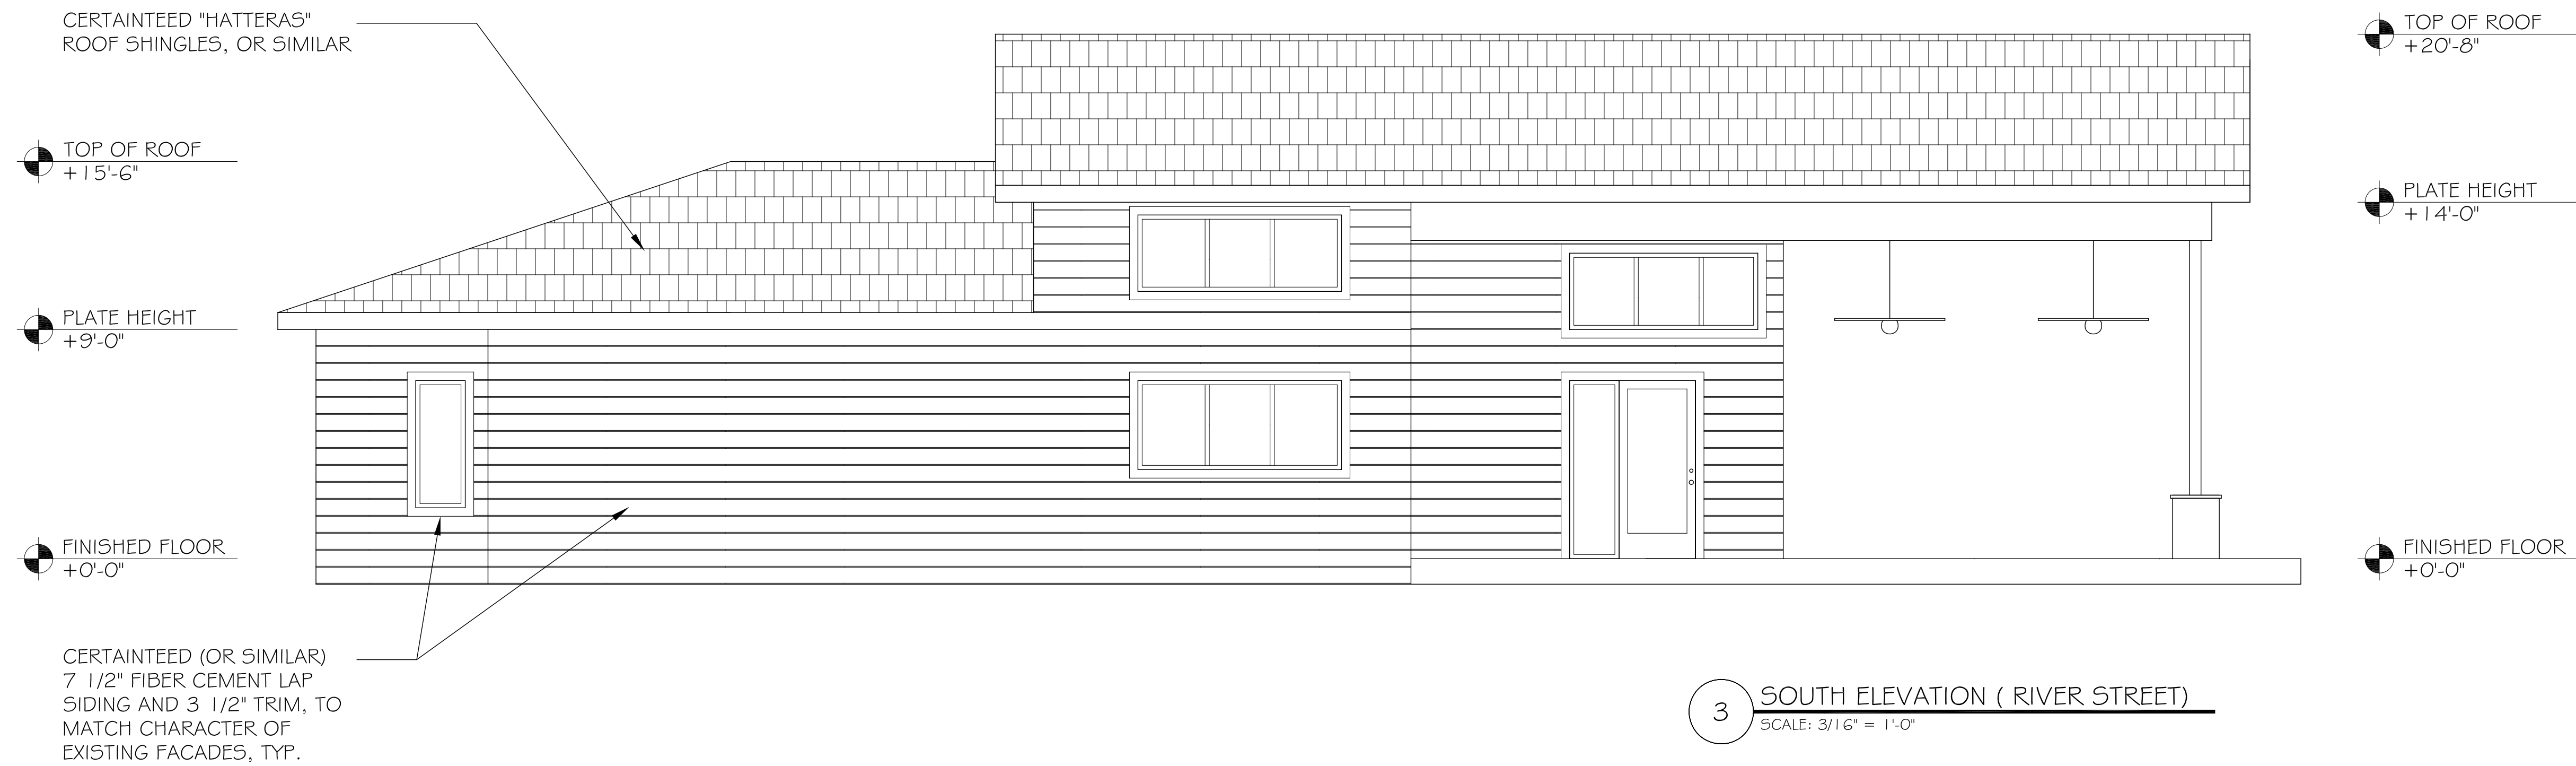 CERTAINTEED "HATTERAS"
ROOF SHINGLES, OR SIMILAR
TOP OF ROOF
+15'-6"
PLATE HEIGHT
+9'-0"
FINISHED FLOOR
+0'-0"
CERTAINTEED (OR SIMILAR)
7 1/2" FIBER CEMENT LAP
SIDING AND 3 1/2" TRIM, TO
MATCH CHARACTER OF
EXISTING FACADES, TYP.
TOP OF ROOF
+20'-8"
PLATE HEIGHT
+14'-0"
FINISHED FLOOR
+0'-0"
3
SOUTH ELEVATION ( RIVER STREET)
SCALE: 3/16" = 1'-0"